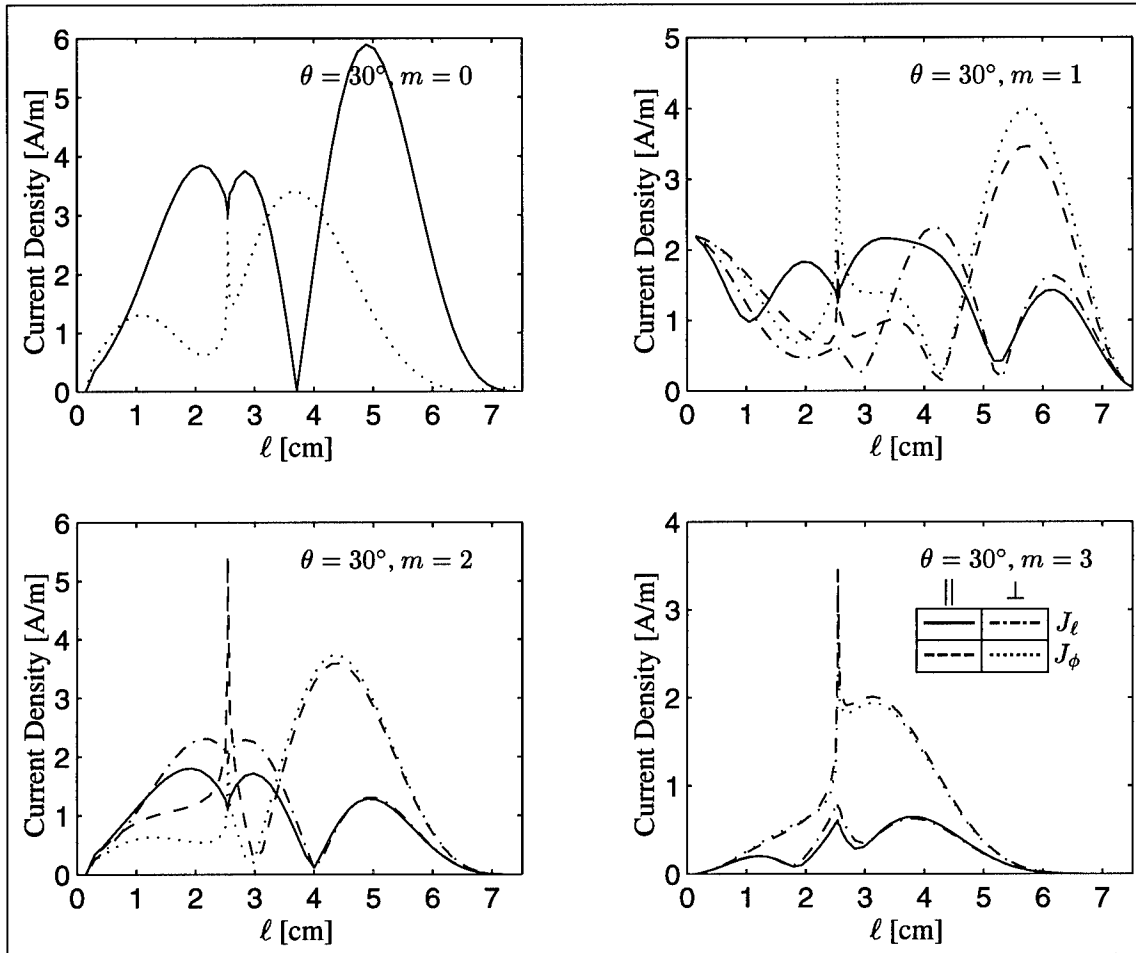 θ = 30°, m = 0
Current Density [A/m]
6
5
4
3
2
1
0
0 1 2 3 4 5 6 7
ℓ [cm]
θ = 30°, m = 1
Current Density [A/m]
5
4
3
2
1
0
0 1 2 3 4 5 6 7
ℓ [cm]
θ = 30°, m = 2
Current Density [A/m]
6
5
4
3
2
1
0
0 1 2 3 4 5 6 7
ℓ [cm]
θ = 30°, m = 3
|| ⊥
J_ℓ
J_ϕ
Current Density [A/m]
4
3
2
1
0
0 1 2 3 4 5 6 7
ℓ [cm]